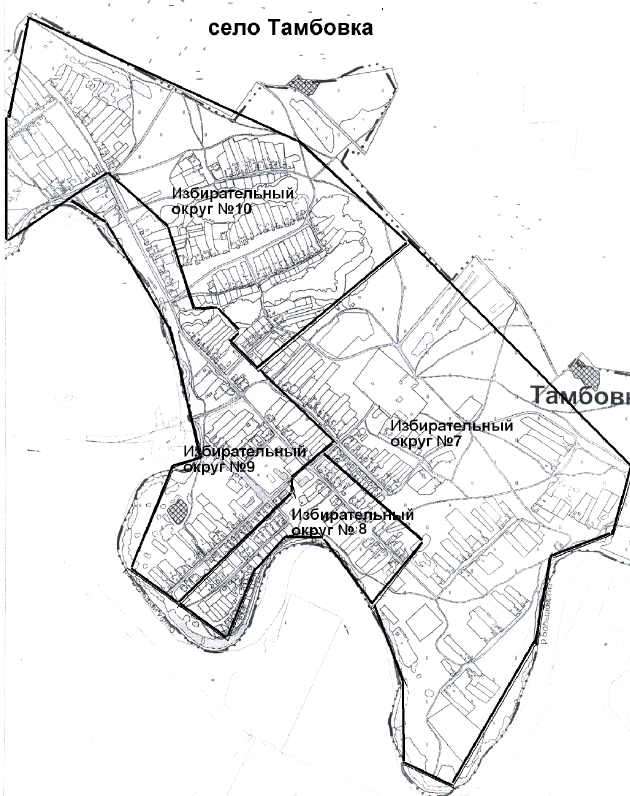 село Тамбовка
Избирательный
округ №10
Тамбовк
Избирательный
округ №7
Избирательный
округ №9
Избирательный
округ № 8